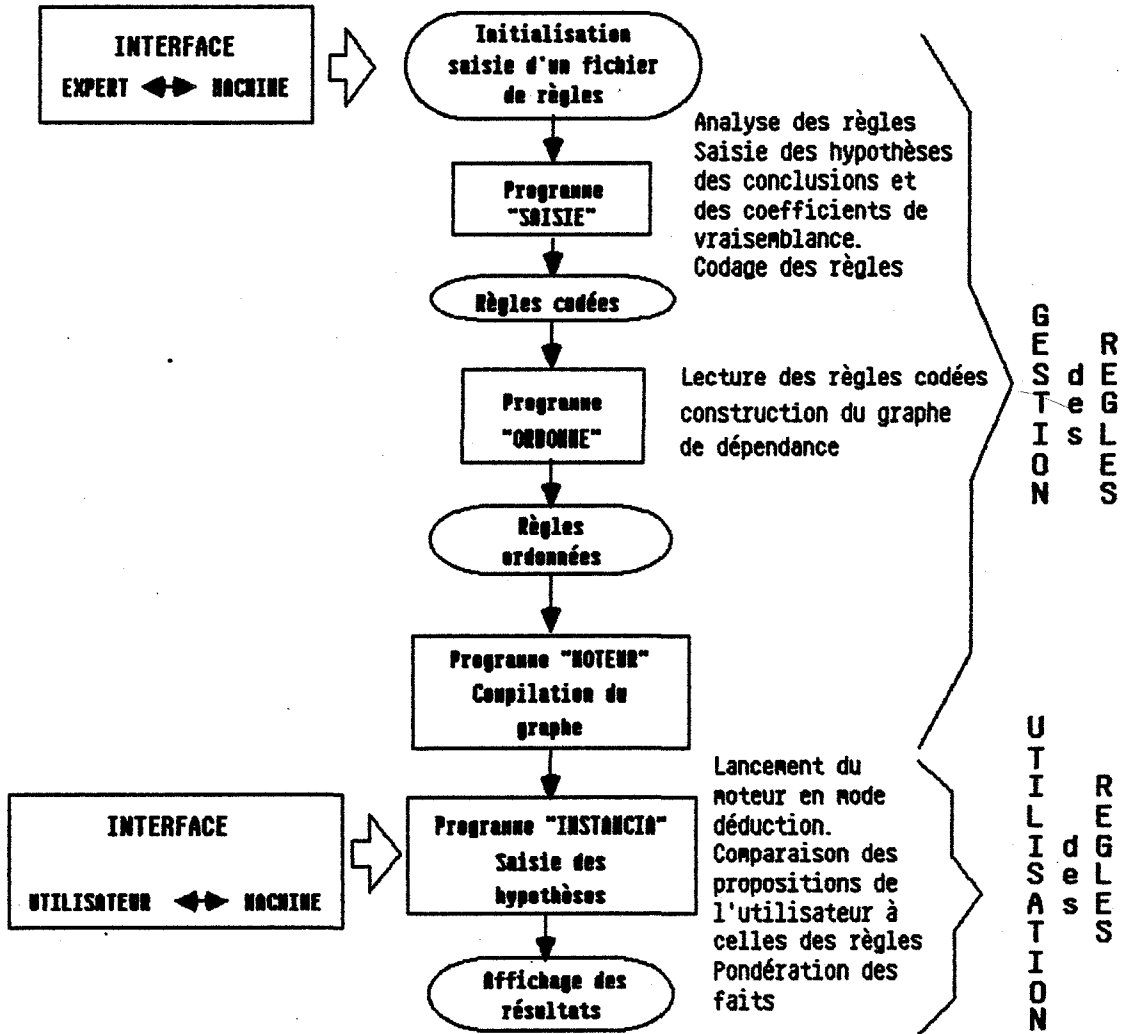 INTERFACE
EXPERT MACHINE
Initialisation
saisie d'un fichier
de règles
Analyse des règles
Saisie des hypothèses
des conclusions et
des coefficients de
vraisemblance.
Codage des règles
Programme
"SAISIE"
Règles codées
Programme
"ORDONNE"
Lecture des règles codées
construction du graphe
de dépendance
Règles
ordonnées
GESTION
des
REGLES
Programme "MOTEUR"
Compilation du
graphe
INTERFACE
UTILISATEUR MACHINE
Programme "INSTANCIA"
Saisie des
hypothèses
Lancement du
moteur en mode
déduction.
Comparaison des
propositions de
l'utilisateur à
celles des règles
Pondération des
faits
Affichage des
résultats
UTILISATION
des
REGLES